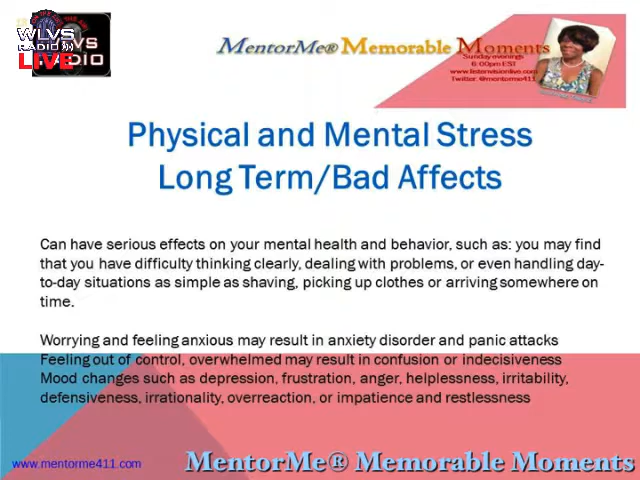 WLVS
RADIO
LIVE
VS
RADIO
MentorMe® Memorable Moments
Sunday evenings
6:00pm EST
www.listenvisionlive.com
Twitter @mentorme411
Physical and Mental Stress
Long Term/Bad Affects
Can have serious effects on your mental health and behavior, such as: you may find
that you have difficulty thinking clearly, dealing with problems, or even handling day-
to-day situations as simple as shaving, picking up clothes or arriving somewhere on
time.
Worrying and feeling anxious may result in anxiety disorder and panic attacks
Feeling out of control, overwhelmed may result in confusion or indecisiveness
Mood changes such as depression, frustration, anger, helplessness, irritability,
defensiveness, irrationality, overreaction, or impatience and restlessness
www.mentorme411.com
MentorMe® Memorable Moments